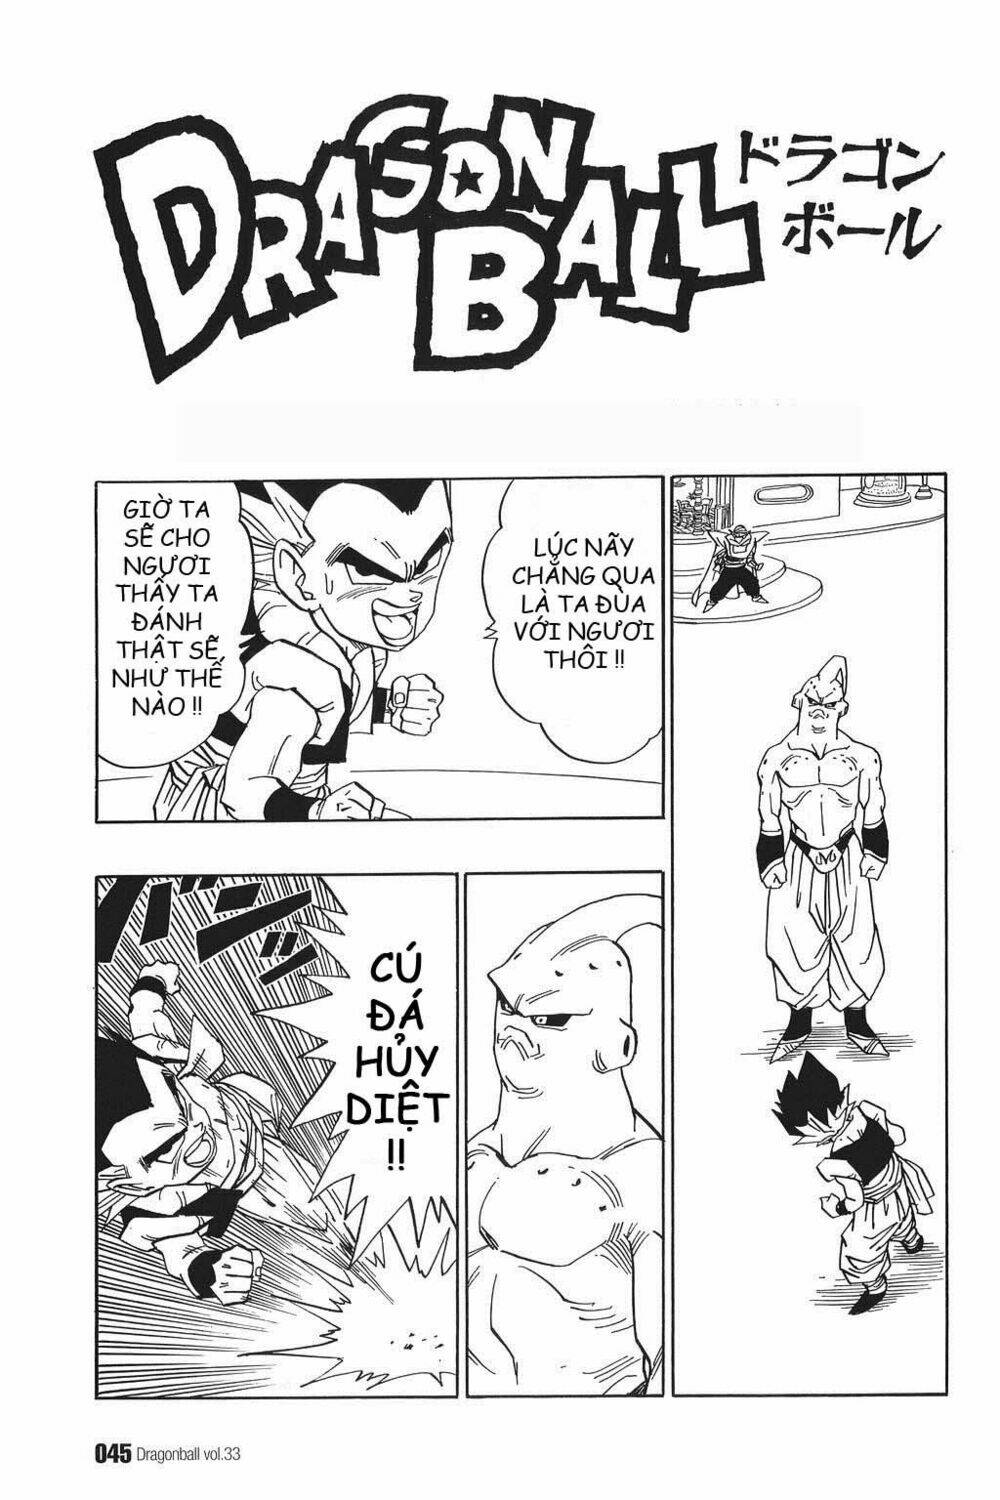 DRAGON
BALL
ドラゴン
ボール
LÚC NÃY
CHẲNG QUA
LÀ TA ĐÙA
VỚI NGƯƠI
THÔI !!
GIỜ TA
SẼ CHO
NGƯƠI
THẤY TA
ĐÁNH
THẬT SẼ
NHƯ THẾ
NÀO !!
CÚ
ĐÁ
HỦY
DIỆT
!!
M
045 Dragonball vol.33